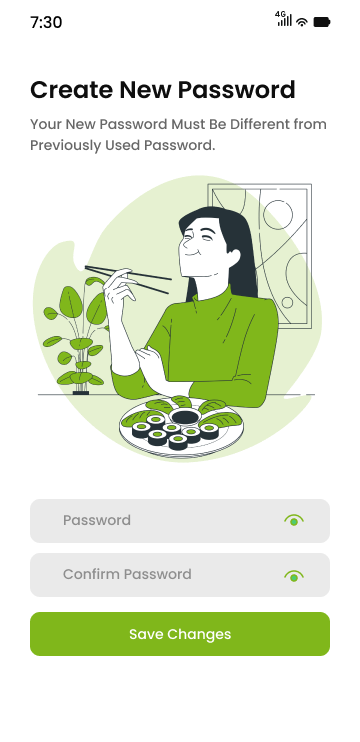 7:30
4G
Create New Password
Your New Password Must Be Different from
Previously Used Password.
Password
Confirm Password
Save Changes